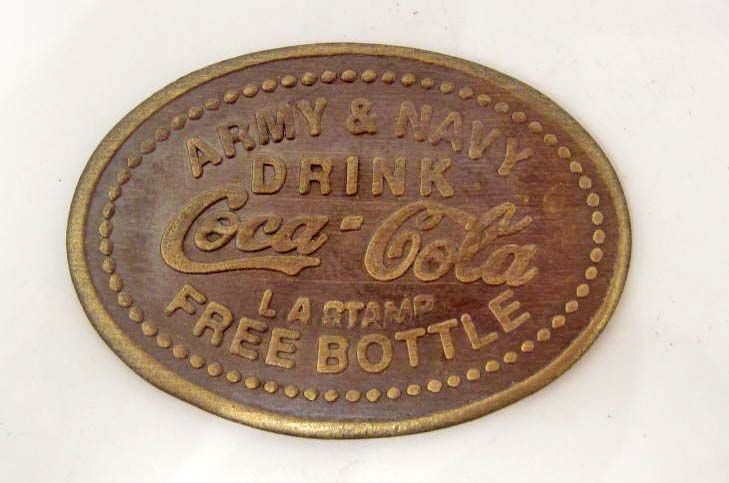 ARMY & NAVY
DRINK
Coca-Cola
L A STAMP
FREE BOTTLE